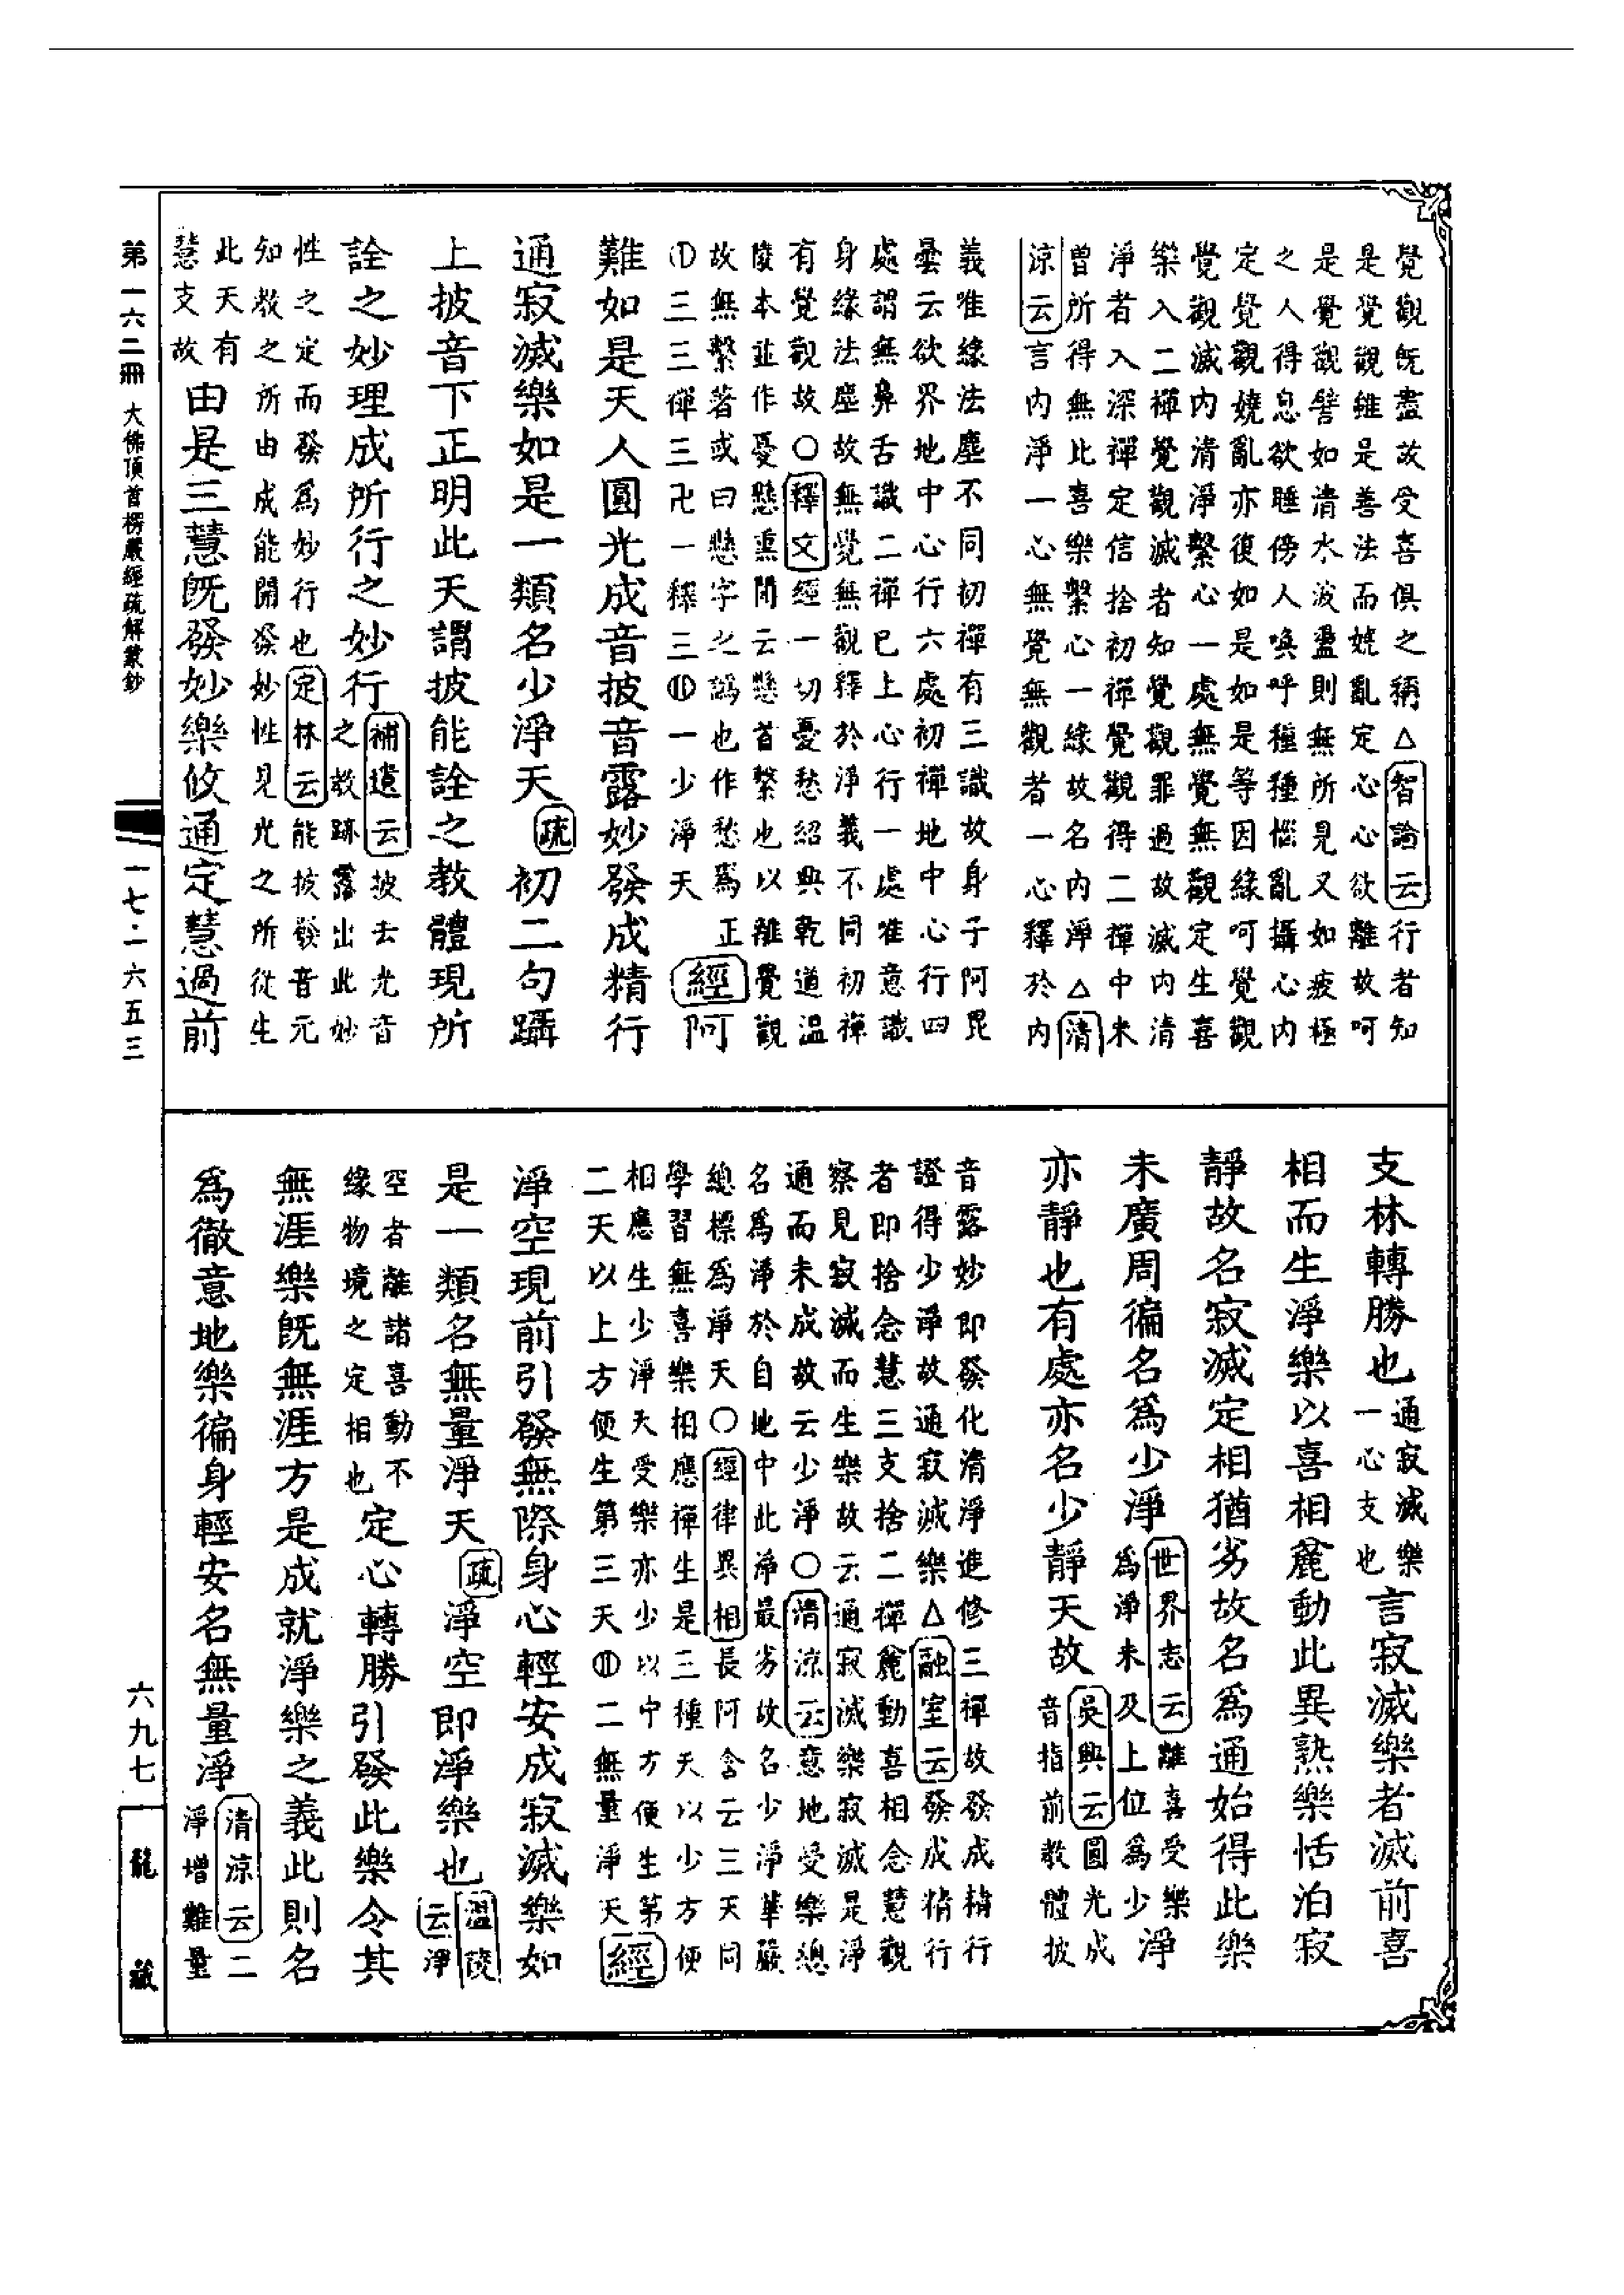 覺觀既盡故受喜俱之稱△智論云行者知
是覺觀雖是善法而嬈亂定心心欲離故呵
是覺觀譬如清水波盪則無所見又如疲極
之人得息欲睡傍人喚呼種種惱亂攝心內
定覺觀嬈亂亦復如是如是等因緣呵覺觀
覺觀滅內清淨繫心一處無覺無觀定生喜
樂入二禪覺觀滅者知覺觀罪過故滅內清
淨者入深禪定信捨初禪覺觀得二禪中未
曾所得無比喜樂繫心一緣故名內淨△清
涼云言內淨一心無覺無觀者一心釋於內
義唯緣法塵不同初禪有三識故身子阿毘
曇云欲界地中心行六處初禪地中心行四
處謂無鼻舌識二禪已上心行一處唯意識
身緣法塵故無覺無觀釋於淨義不同初禪
有覺觀故○釋文經一切憂愁紹興乾道溫
陵本並作憂懸熏聞云懸首繫也以離覺觀
故無繫著或曰懸字之譌也作愁爲正
①三三禪三卍一釋三⑪一少淨天經阿
難如是天人圓光成音披音露妙發成精行
通寂滅樂如是一類名少淨天疏初二句躡
上披音下正明此天謂披能詮之教體現所
詮之妙理成所行之妙行補遺云披去光音
之教跡露出此妙
性之定而發爲妙行也定林云能披發音元
知教之所由成能開發妙性見光之所從生
此天有
慧支故由是三慧既發妙樂攸通定慧過前
支林轉勝也通寂滅樂
一心支也言寂滅樂者滅前喜
相而生淨樂以喜相麤動此異熟樂恬泊寂
靜故名寂滅定相猶劣故名爲通始得此樂
未廣周徧名爲少淨世界志云離喜受樂淨
爲淨未及上位爲少
亦靜也有處亦名少靜天故吳興云圓光成
音指前教體披
音露妙即發化清淨進修三禪故發成精行
證得少淨故通寂滅樂△融室云發成精行
者即捨念慧三支捨二禪麤動喜相念慧觀
察見寂滅而生樂故云通寂滅樂寂滅是淨
通而未成故云少淨○清涼云意地受樂總
名爲淨於自地中此淨最劣故名少淨華嚴
總標爲淨天○經律異相長阿含云三天同
學習無喜樂相應禪生是三種天以少方便
相應生少淨天受樂亦少以中方便生第
二天以上方便生第三天⑪二無量淨天經
淨空現前引發無際身心輕安成寂滅樂如
是一類名無量淨天疏淨空即淨樂也溫陵
云淨
空者離諸喜動不
緣物境之定相也定心轉勝引發此樂令其
無涯樂既無涯方是成就淨樂之義此則名
爲徹意地樂徧身輕安名無量淨清涼云二
淨增難量
第一六二冊 大佛頂首楞嚴經疏解蒙鈔
一七·一六五三
六九七
龍藏